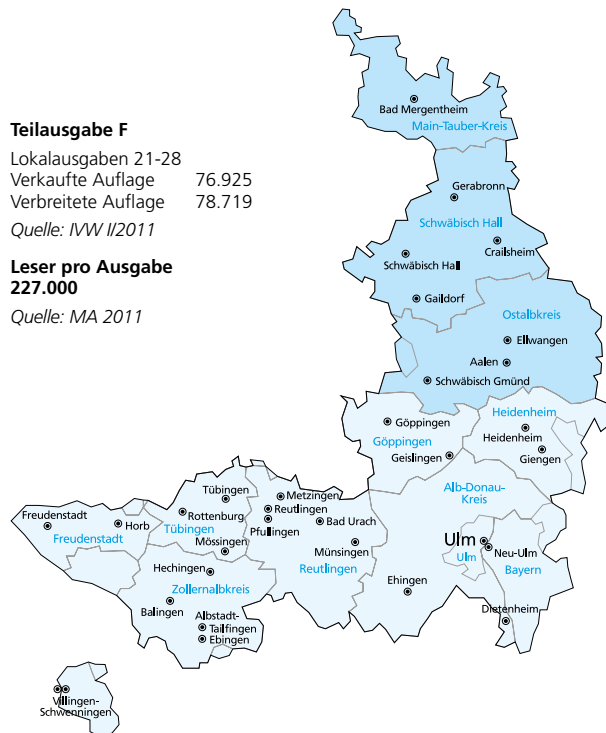 Teilausgabe F
Lokalausgaben 21-28
Verkaufte Auflage 76.925
Verbreitete Auflage 78.719
Quelle: IVW I/2011
Leser pro Ausgabe
227.000
Quelle: MA 2011
Bad Mergentheim
Main-Tauber-Kreis
Gerabronn
Schwäbisch Hall
Crailsheim
Schwäbisch Hall
Gaildorf
Ostalbkreis
Ellwangen
Aalen
Schwäbisch Gmünd
Heidenheim
Göppingen
Heidenheim
Göppingen
Geislingen
Giengen
Alb-Donau-
Kreis
Tübingen
Metzingen
Reutlingen
Rottenburg
Freudenstadt
Horb
Tübingen
Pfullingen
Bad Urach
Freudenstadt
Mössingen
Münsingen
Reutlingen
Ulm
Ulm
Neu-Ulm
Bayern
Hechingen
Zollernalbkreis
Ehingen
Balingen
Albstadt-
Tailfingen
Ebingen
Dietenheim
Villingen-
Schwenningen